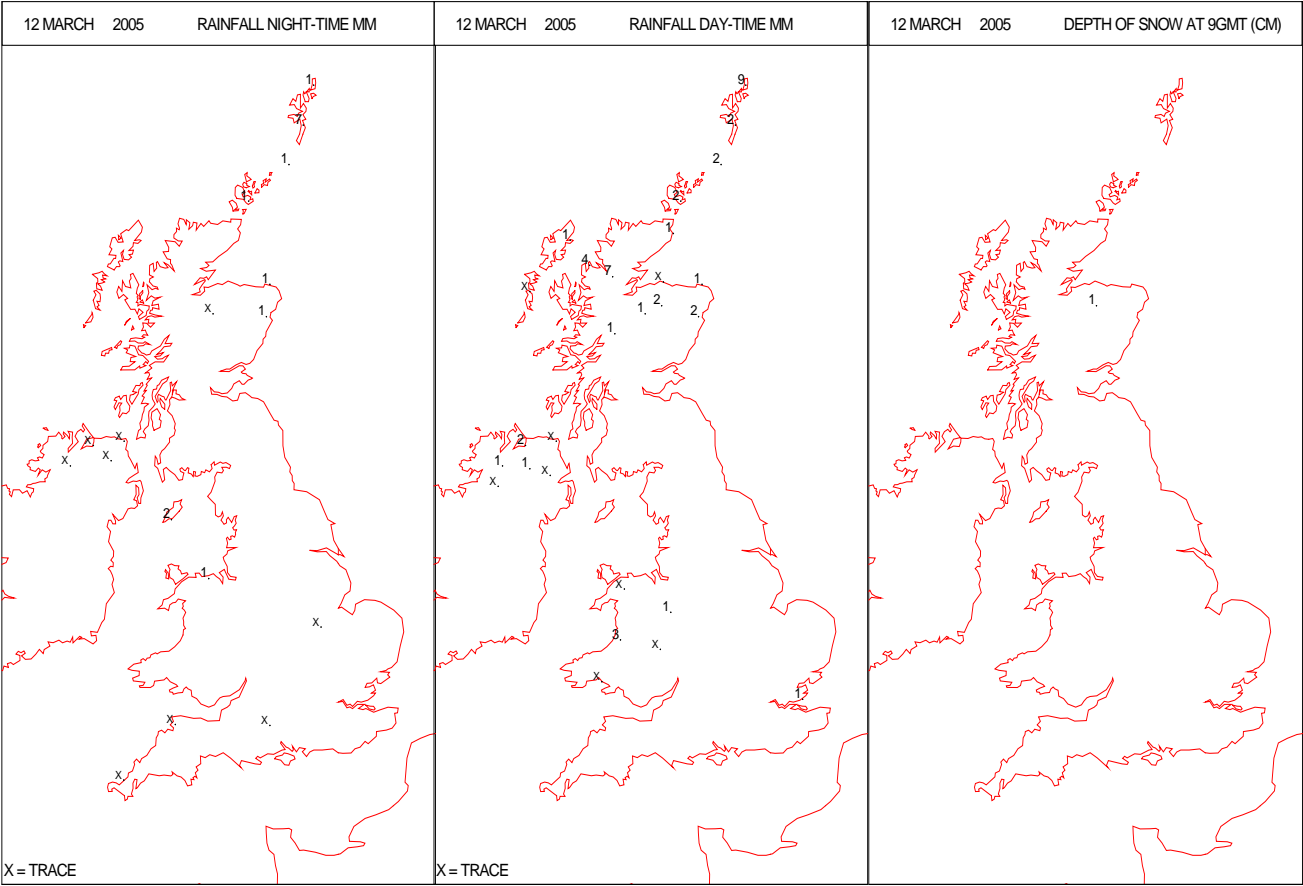 12 MARCH 2005 RAINFALL NIGHT-TIME MM
1.
7.
1.
1.
1.
X.
1.
X.
X.
X.
X.
2.
1.
X.
X.
X.
X.
X = TRACE
12 MARCH 2005 RAINFALL DAY-TIME MM
9.
2.
2.
2.
1.
1.
4.
7.
X.
1.
X.
2.
1.
2.
1.
X.
2.
1.
1.
X.
X.
X.
1.
3.
X.
X.
1.
X = TRACE
12 MARCH 2005 DEPTH OF SNOW AT 9GMT (CM)
1.